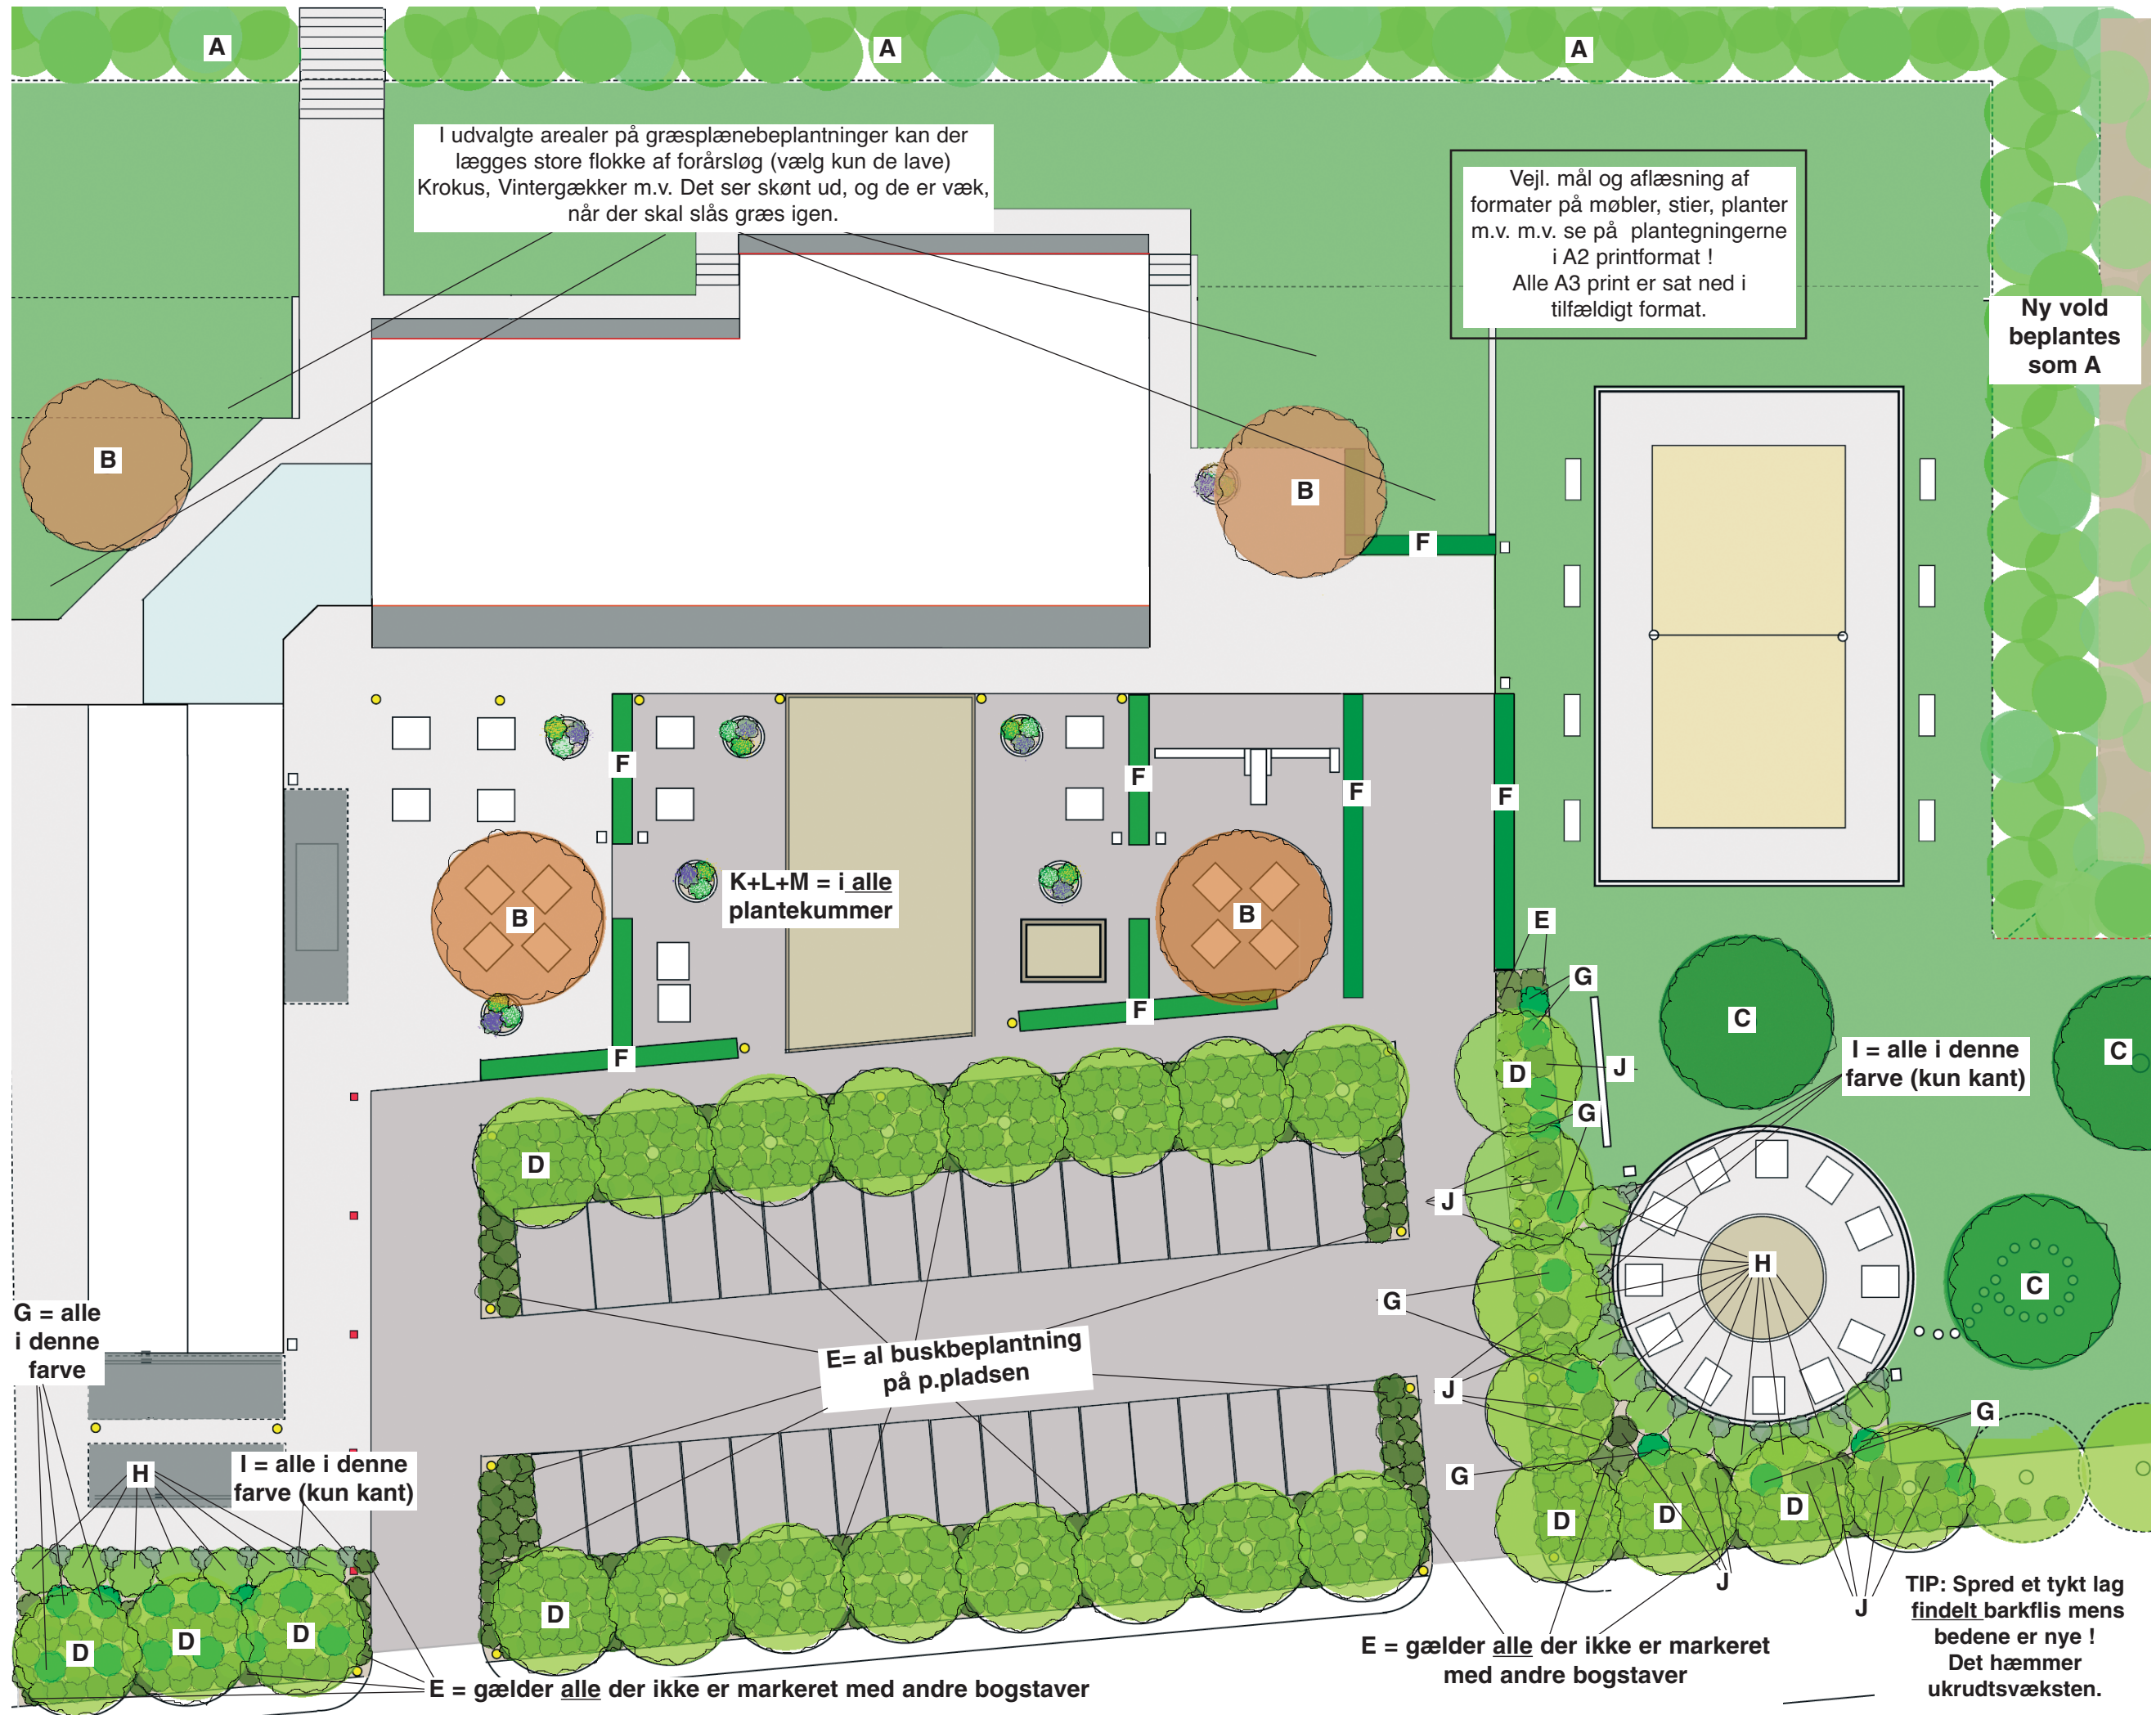 A
A
A
I udvalgte arealer på græsplænebeplantninger kan der
lægges store flokke af forårsløg (vælg kun de lave)
Krokus, Vintergækker m.v. Det ser skønt ud, og de er væk,
når der skal slås græs igen.
Vejl. mål og aflæsning af
formater på møbler, stier, planter
m.v. m.v. se på plantegningerne
i A2 printformat !
Alle A3 print er sat ned i
tilfældigt format.
Ny vold
beplantes
som A
B
B
F
F
F
F
F
K+L+M = i alle
plantekummer
B
B
E
G
F
F
C
C
I = alle i denne
farve (kun kant)
D
J
G
D
J
H
C
G
G = alle
i denne
farve
E= al buskbeplantning
på p.pladsen
J
G
G
H
I = alle i denne
farve (kun kant)
D
D
D
D
D
D
D
J
J
TIP: Spred et tykt lag
findelt barkflis mens
bedene er nye !
Det hæmmer
ukrudtsvæksten.
E = gælder alle der ikke er markeret
med andre bogstaver
E = gælder alle der ikke er markeret med andre bogstaver